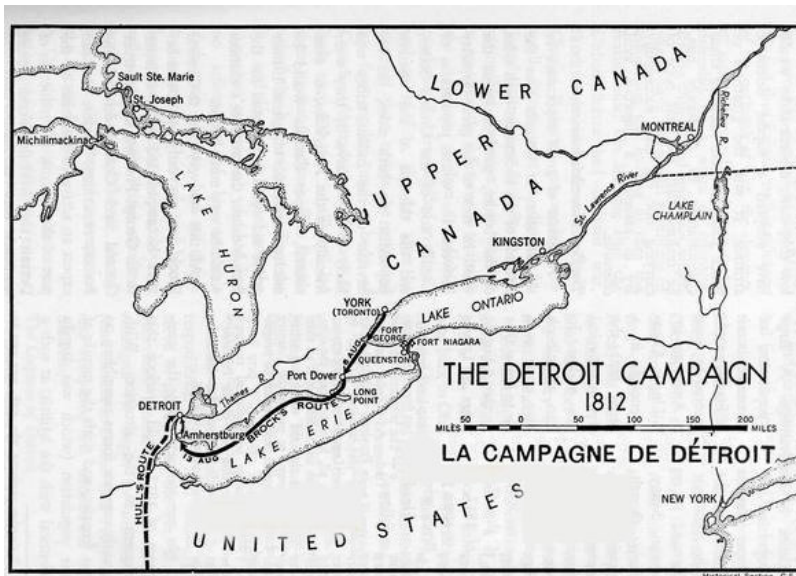 LOWER CANADA
Sault Ste. Marie
St. Joseph
Michilimackinac
MONTREAL
Richelieu R.
UPPER
CANADA
St. Lawrence River
LAKE
CHAMPLAIN
LAKE HURON
KINGSTON
YORK
(TORONTO)
LAKE ONTARIO
FORT
GEORGE
FORT NIAGARA
QUEENSTON
AUG
Port Dover
LONG
POINT
Thames R.
DETROIT
Amherstburg
BROCK'S ROUTE
13 AUG
LAKE ERIE
HULL'S ROUTE
THE DETROIT CAMPAIGN
1812
50 0 50 100 150 200
MILES MILES
LA CAMPAGNE DE DÉTROIT
NEW YORK
UNITED STATES
Historical Section